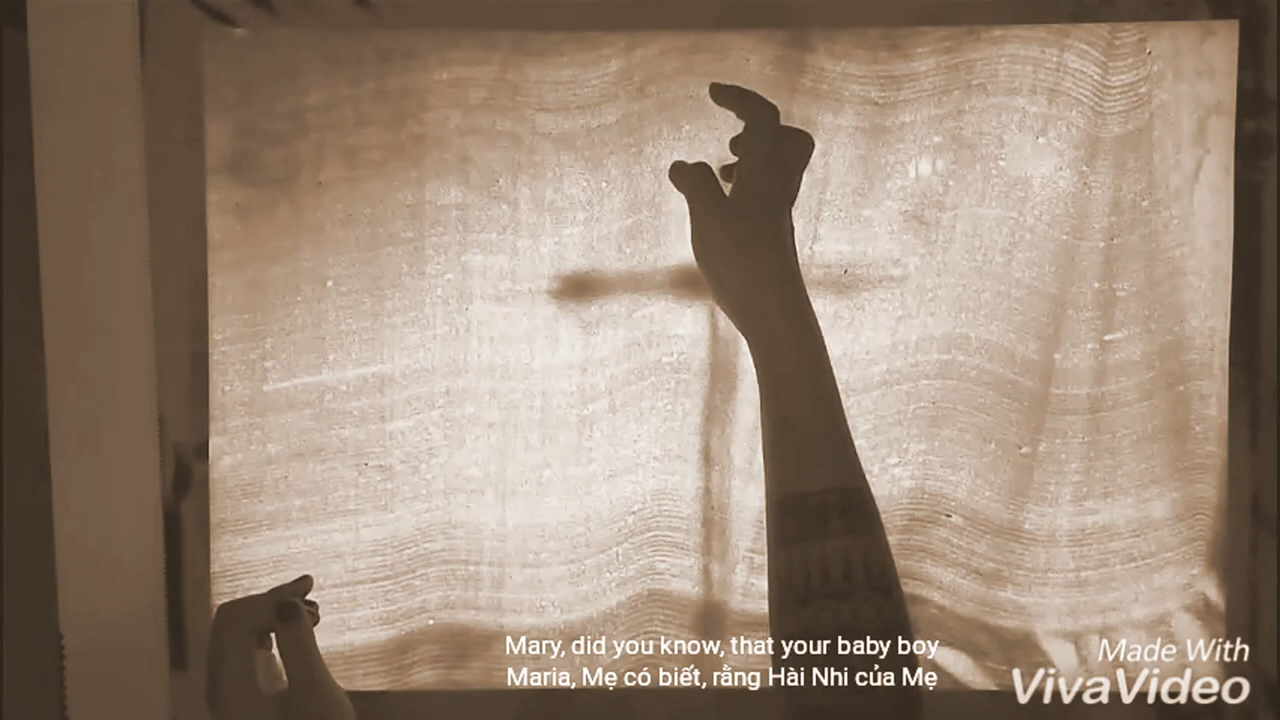 Mary, did you know, that your baby boy
Maria, Mẹ có biết, rằng Hài Nhi của Mẹ
Made With
VivaVideo